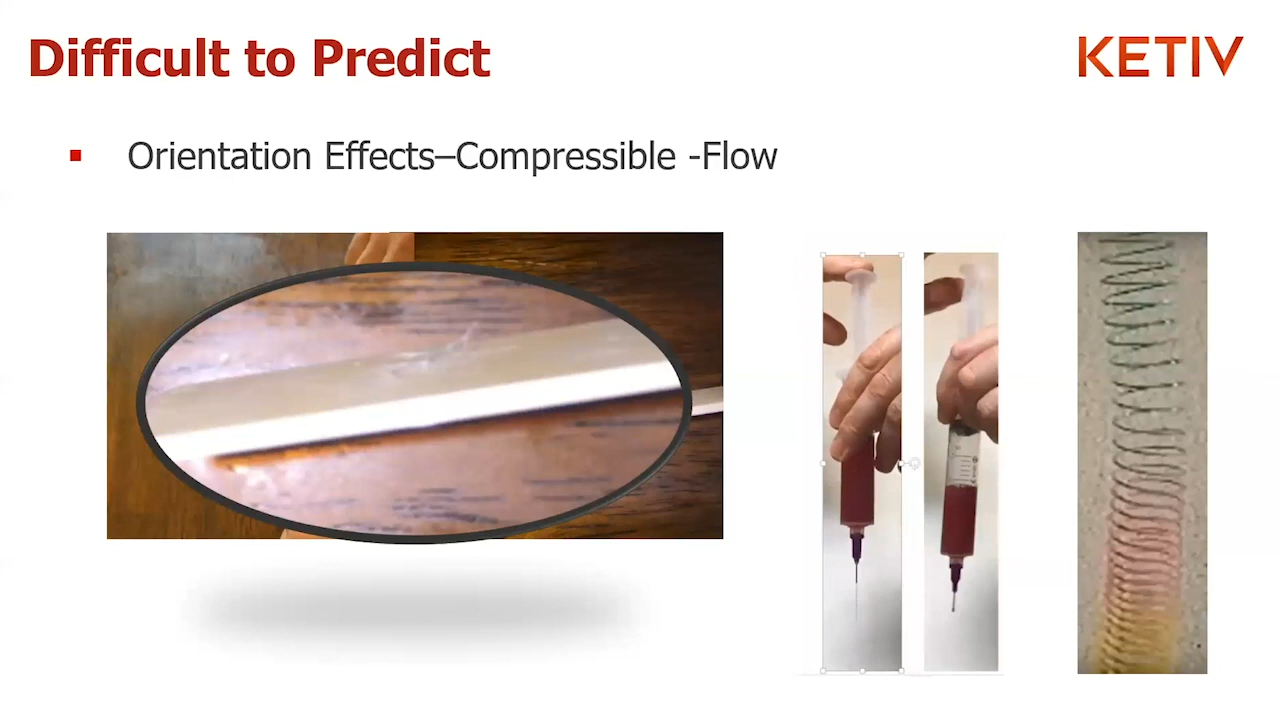 Difficult to Predict
KETIV
▪ Orientation Effects–Compressible -Flow